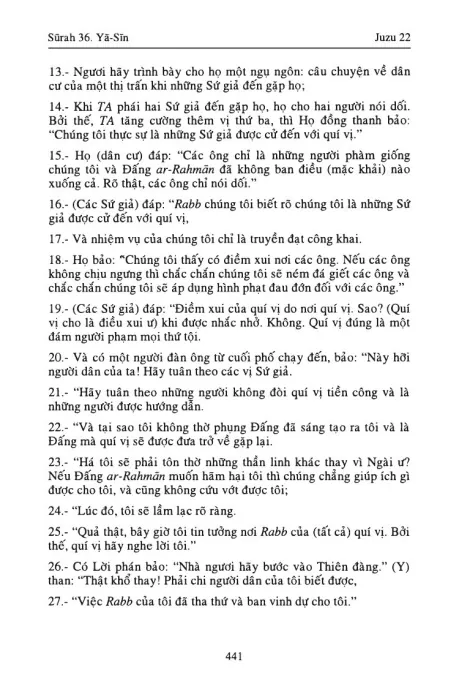 Sūrah 36. Yā-Sīn Juzu 22
13.- Ngươi hãy trình bày cho họ một ngụ ngôn: câu chuyện về dân
cư của một thị trấn khi những Sứ giả đến gặp họ;
14.- Khi TA phái hai Sứ giả đến gặp họ, họ cho hai người nói dối.
Bởi thế, TA tăng cường thêm vị thứ ba, thì Họ đồng thanh bảo:
“Chúng tôi thực sự là những Sứ giả được cử đến với quí vị.”
15.- Họ (dân cư) đáp: “Các ông chỉ là những người phàm giống
chúng tôi và Đấng ar-Rahmān đã không ban điều (mặc khải) nào
xuống cả. Rõ thật, các ông chỉ nói dối.”
16.- (Các Sứ giả) đáp: “Rabb chúng tôi biết rõ chúng tôi là những Sứ
giả được cử đến với quí vị,
17.- Và nhiệm vụ của chúng tôi chỉ là truyền đạt công khai.
18.- Họ bảo: “Chúng tôi thấy có điềm xui nơi các ông. Nếu các ông
không chịu ngưng thì chắc chắn chúng tôi sẽ ném đá giết các ông và
chắc chắn chúng tôi sẽ áp dụng hình phạt đau đớn đối với các ông.”
19.- (Các Sứ giả) đáp: “Điềm xui của quí vị do nơi quí vị. Sao? (Quí
vị cho là điều xui ư) khi được nhắc nhở. Không. Quí vị đúng là một
đám người phạm mọi thứ tội.
20.- Và có một người đàn ông từ cuối phố chạy đến, bảo: “Này hỡi
người dân của ta! Hãy tuân theo các vị Sứ giả.
21.- “Hãy tuân theo những người không đòi quí vị tiền công và là
những người được hướng dẫn.
22.- “Và tại sao tôi không thờ phụng Đấng đã sáng tạo ra tôi và là
Đấng mà quí vị sẽ được đưa trở về gặp lại.
23.- “Há tôi sẽ phải tôn thờ những thần linh khác thay vì Ngài ư?
Nếu Đấng ar-Rahmān muốn hãm hại tôi thì chúng chẳng giúp ích gì
được cho tôi, và cũng không cứu vớt được tôi;
24.- “Lúc đó, tôi sẽ lầm lạc rõ ràng.
25.- “Quả thật, bây giờ tôi tin tưởng nơi Rabb của (tất cả) quí vị. Bởi
thế, quí vị hãy nghe lời tôi.”
26.- Có Lời phán bảo: “Nhà ngươi hãy bước vào Thiên đàng.” (Y)
than: “Thật khổ thay! Phải chi người dân của tôi biết được,
27.- “Việc Rabb của tôi đã tha thứ và ban vinh dự cho tôi.”
441